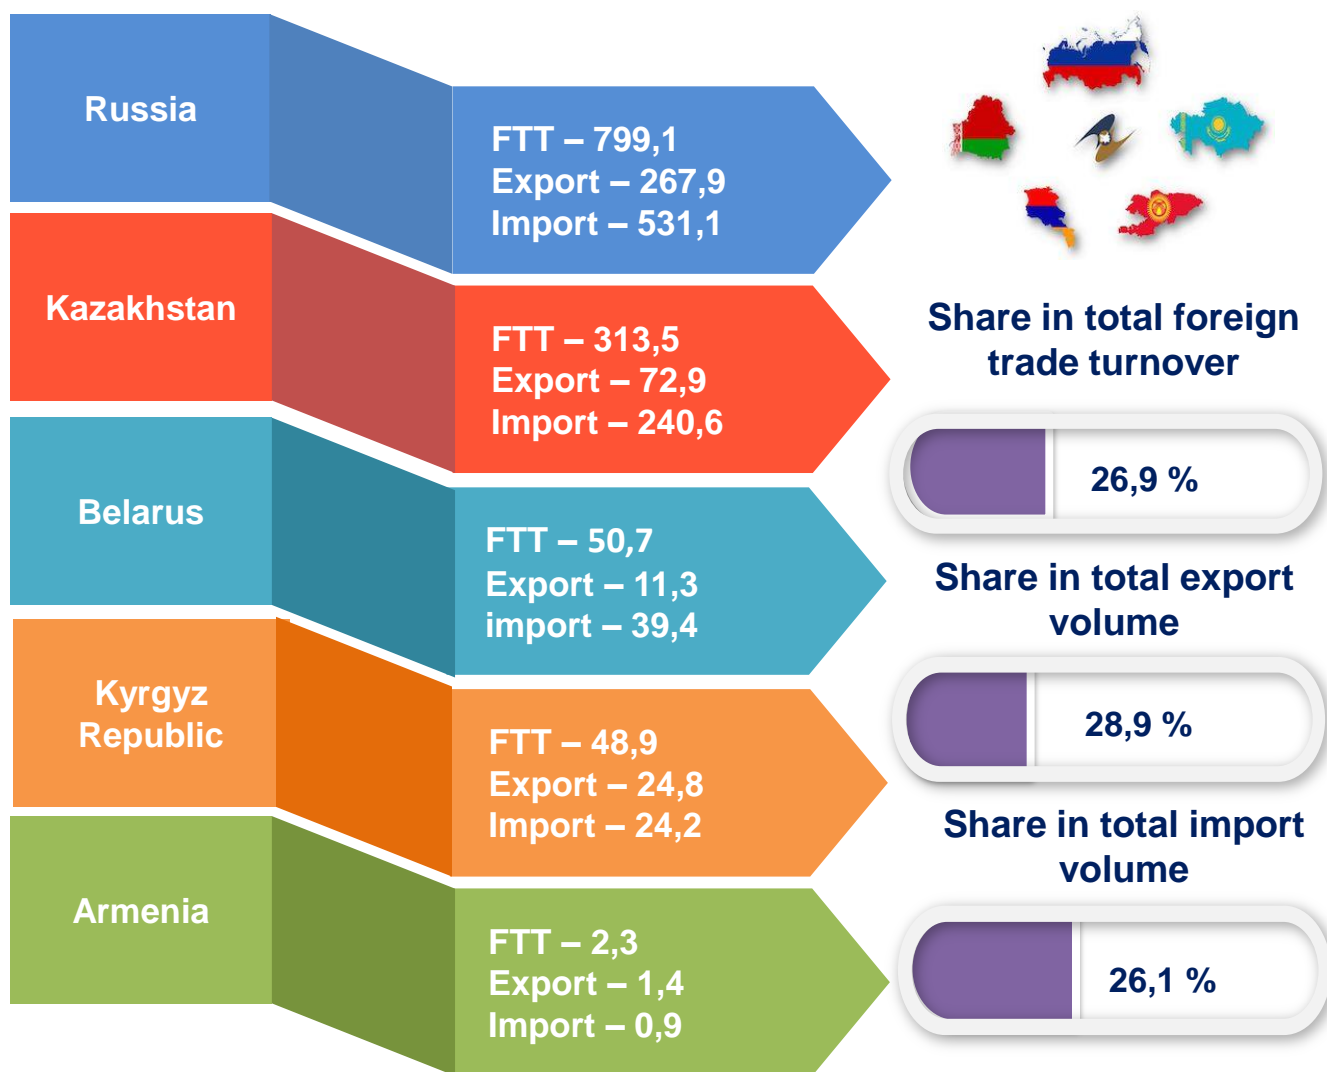 Russia
FTT – 799,1
Export – 267,9
Import – 531,1
Kazakhstan
FTT – 313,5
Export – 72,9
Import – 240,6
Belarus
FTT – 50,7
Export – 11,3
import – 39,4
Kyrgyz
Republic
FTT – 48,9
Export – 24,8
Import – 24,2
Armenia
FTT – 2,3
Export – 1,4
Import – 0,9
Share in total foreign
trade turnover
26,9 %
Share in total export
volume
28,9 %
Share in total import
volume
26,1 %